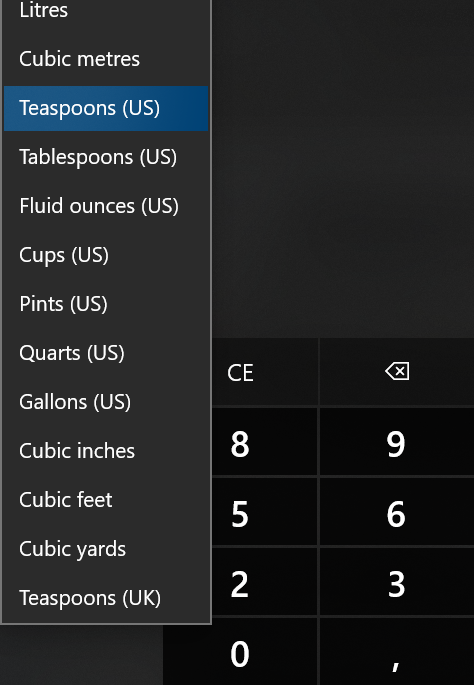 Litres
Cubic metres
Teaspoons (US)
Tablespoons (US)
Fluid ounces (US)
Cups (US)
Pints (US)
Quarts (US)
Gallons (US)
Cubic inches
Cubic feet
Cubic yards
Teaspoons (UK)
CE
8 9
5 6
2 3
0 ,